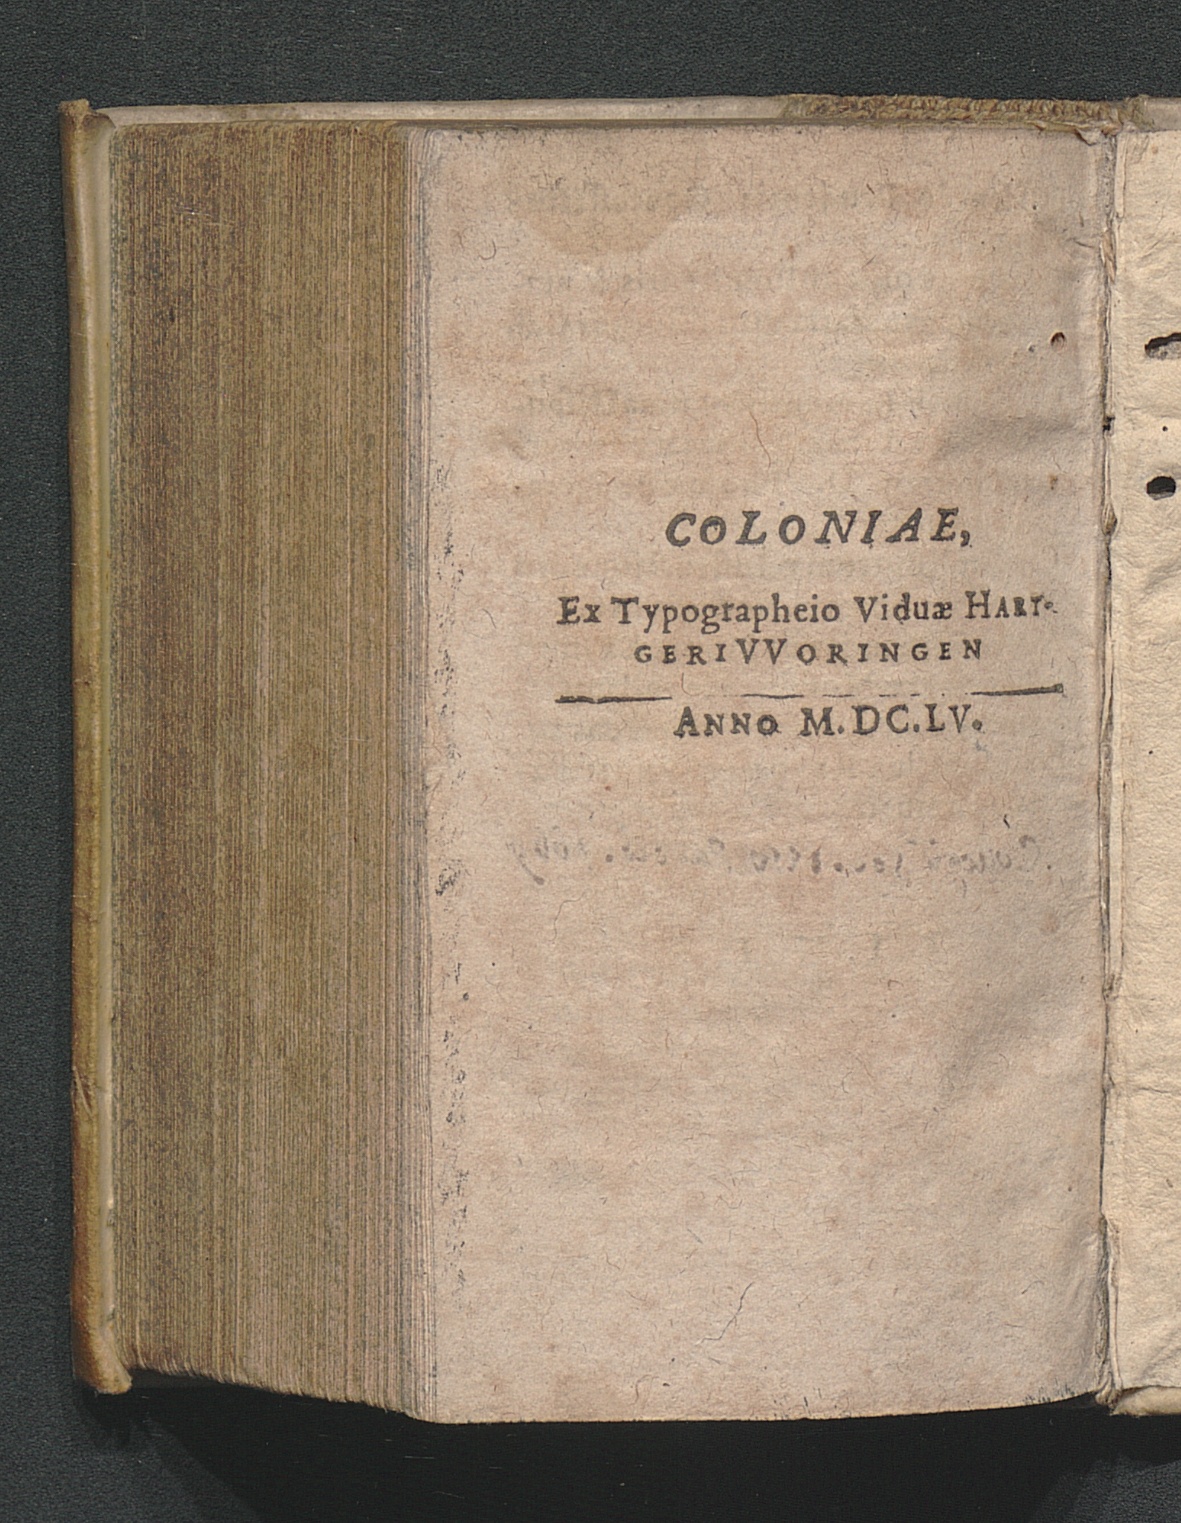 COLONIAE,
Ex Typographeio Viduæ HART-
GERI VVORINGEN
ANNO M.DC.LV.